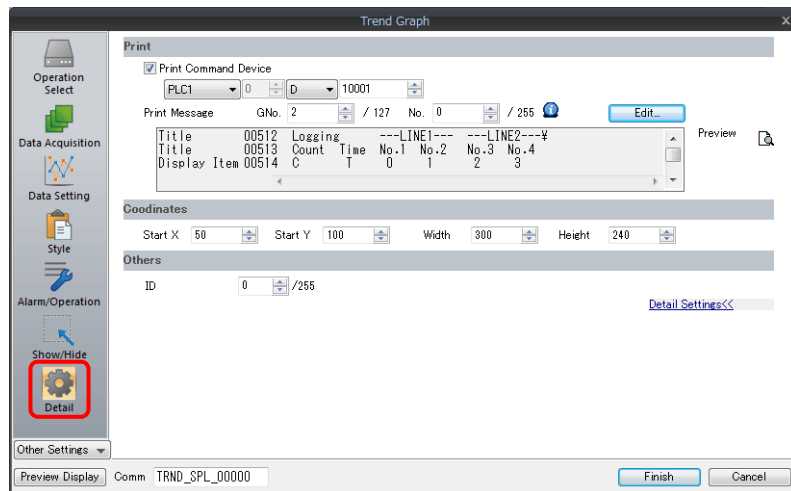 Trend Graph
x
Operation
Select
Data Acquisition
Data Setting
Style
Alarm/Operation
Show/Hide
Detail
Other Settings
Print
Print Command Device
PLC1 0 D 10001
Print Message GNo. 2 / 127 No. 0 / 255 Edit...
Title 00512 Logging ---LINE1--- ---LINE2---¥
Title 00513 Count Time No.1 No.2 No.3 No.4
Display Item 00514 C T 0 1 2 3
Preview
Coodinates
Start X 50 Start Y 100 Width 300 Height 240
Others
ID 0 /255
Detail Settings<<
Preview Display Comm TRND_SPL_00000 Finish Cancel